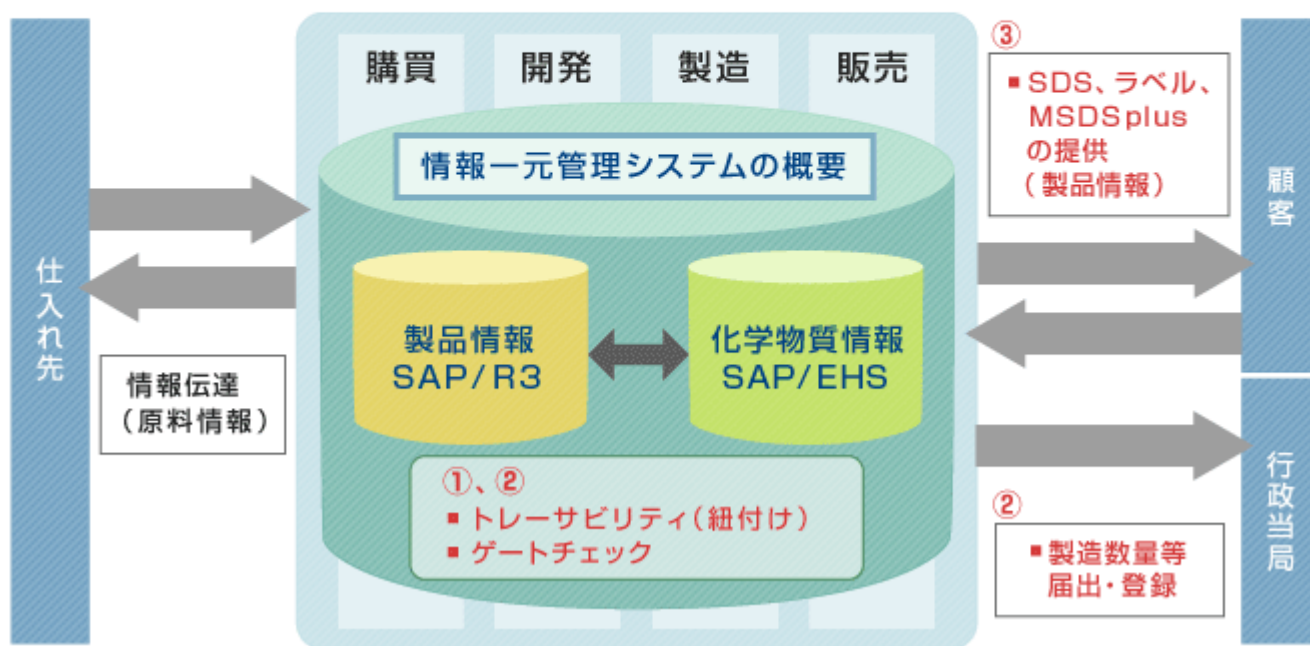 購買
開発
製造
販売
情報一元管理システムの概要
仕入れ先
情報伝達
（原料情報）
製品情報
SAP/R3
化学物質情報
SAP/EHS
①、②
▪ トレーサビリティ（紐付け）
▪ ゲートチェック
③
▪ SDS、ラベル、
MSDSplus
の提供
（製品情報）
顧客
②
▪ 製造数量等
届出・登録
行政当局